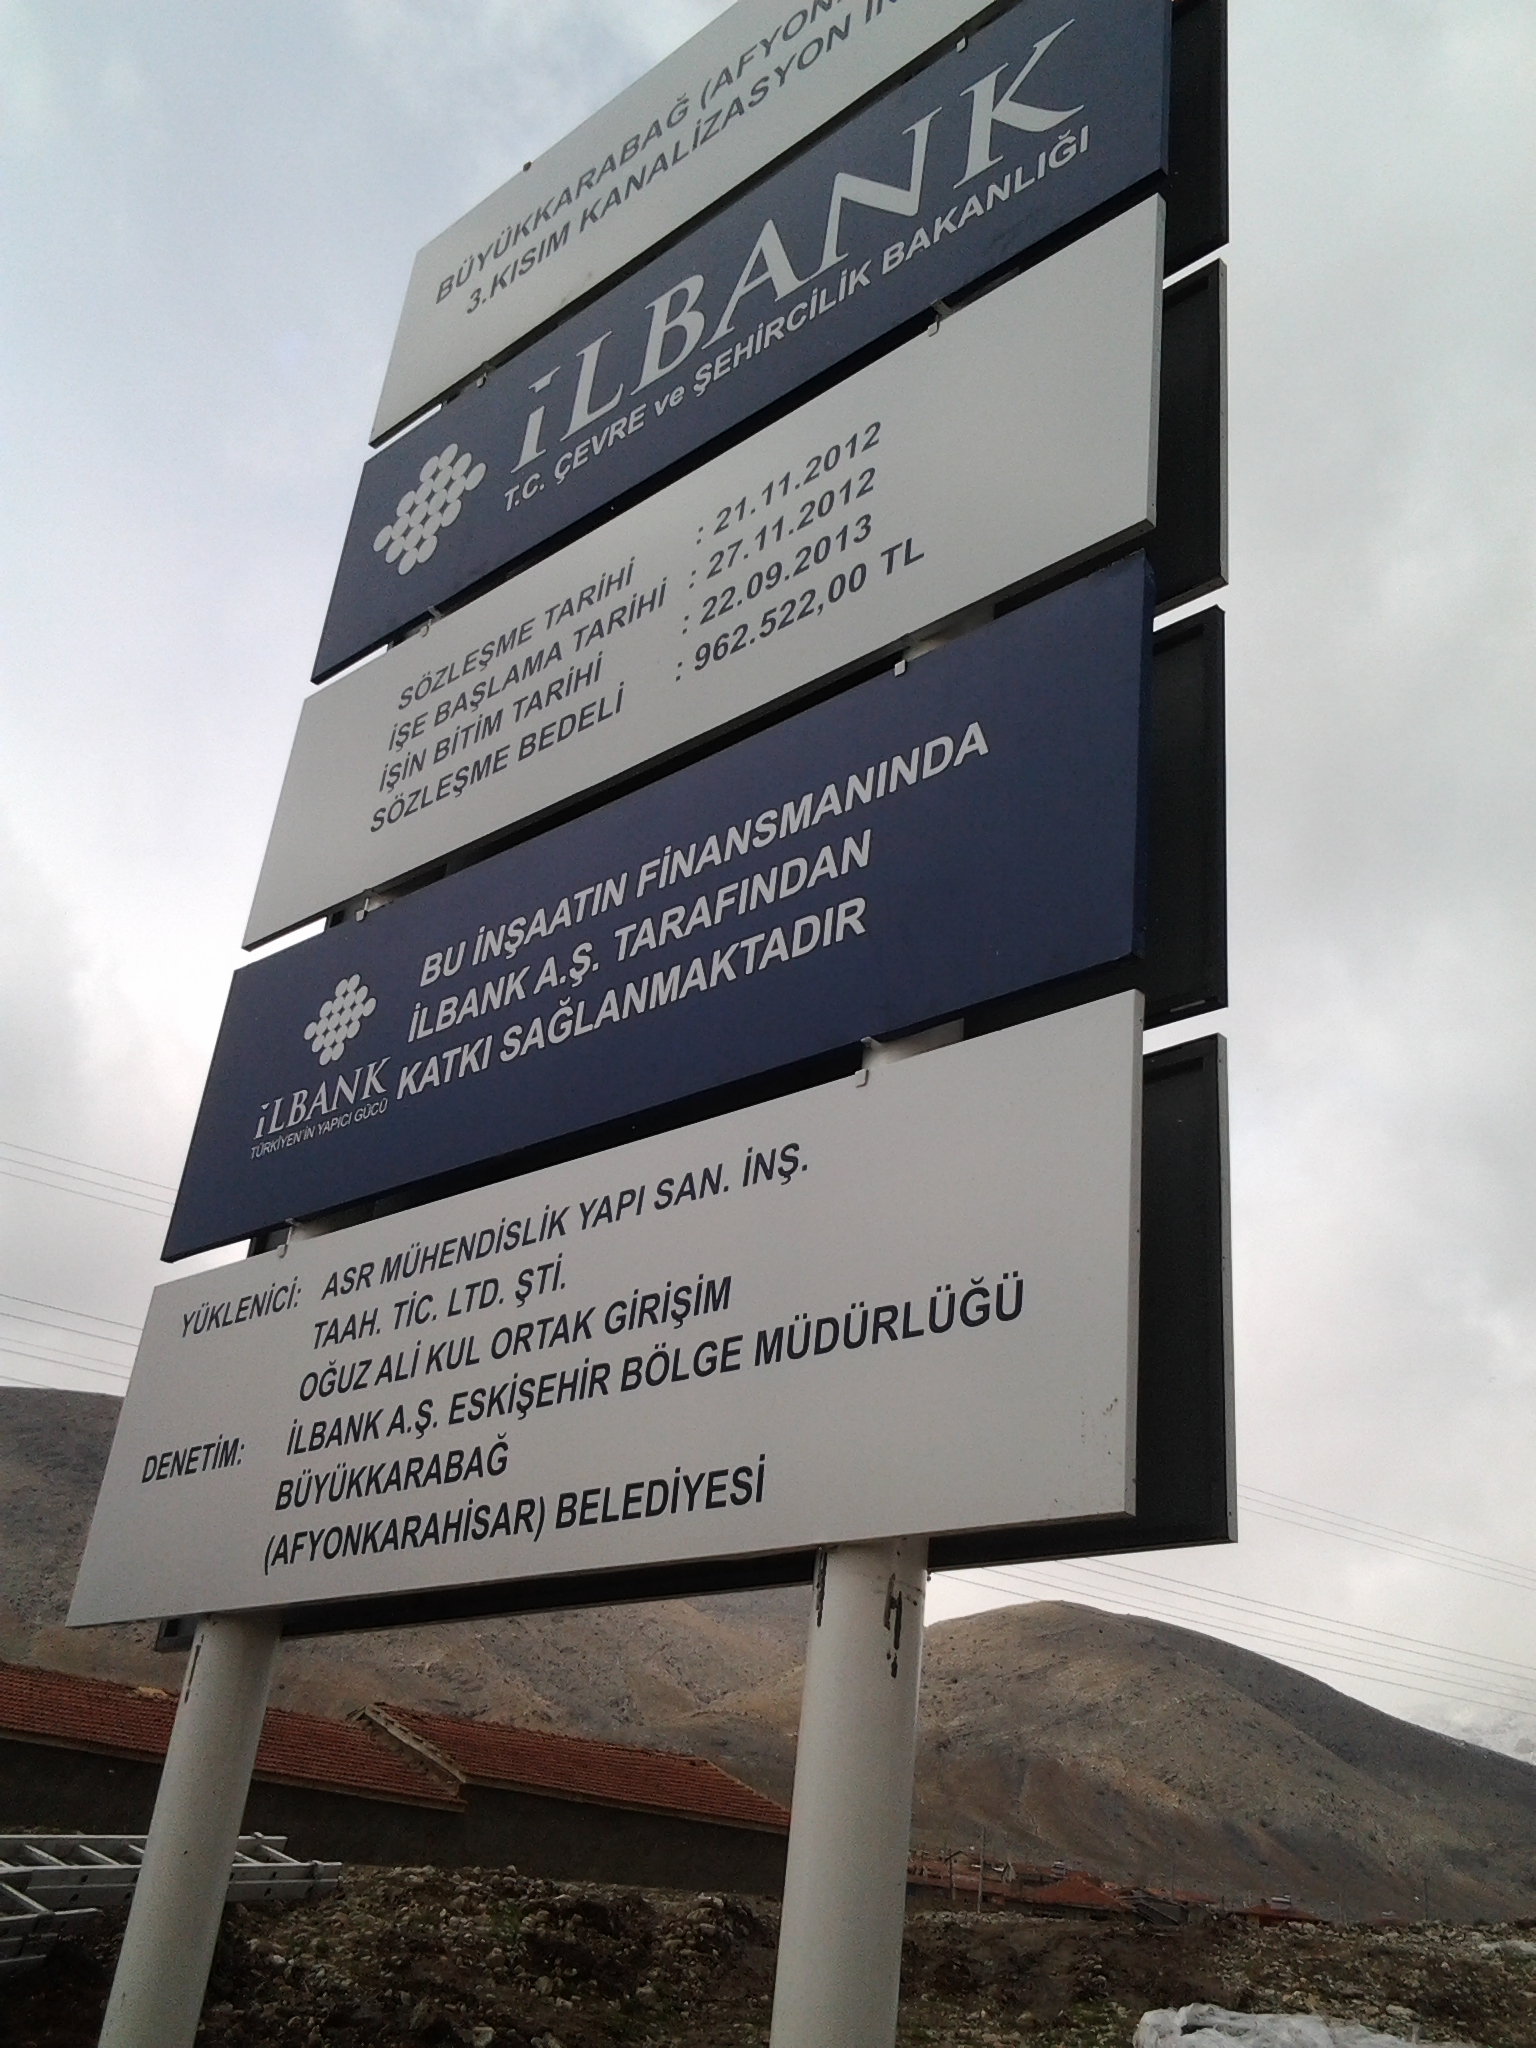 BÜYÜKKARABAĞ (AFYON
3.KISIM KANALİZASYON
İLBANK
T.C. ÇEVRE ve ŞEHİRCİLİK BAKANLIĞI
SÖZLEŞME TARİHİ : 21.11.2012
İŞE BAŞLAMA TARİHİ : 27.11.2012
İŞİN BİTİM TARİHİ : 22.09.2013
SÖZLEŞME BEDELİ : 962.522,00 TL
BU İNŞAATIN FİNANSMANINDA
İLBANK A.Ş. TARAFINDAN
KATKI SAĞLANMAKTADIR
İLBANK
TÜRKİYEN'İN YAPICI GÜCÜ
YÜKLENİCİ: ASR MÜHENDİSLİK YAPI SAN. İNŞ.
TAAH. TİC. LTD. ŞTİ.
OĞUZ ALİ KUL ORTAK GİRİŞİM
DENETİM: İLBANK A.Ş. ESKİŞEHİR BÖLGE MÜDÜRLÜĞÜ
BÜYÜKKARABAĞ
(AFYONKARAHİSAR) BELEDİYESİ